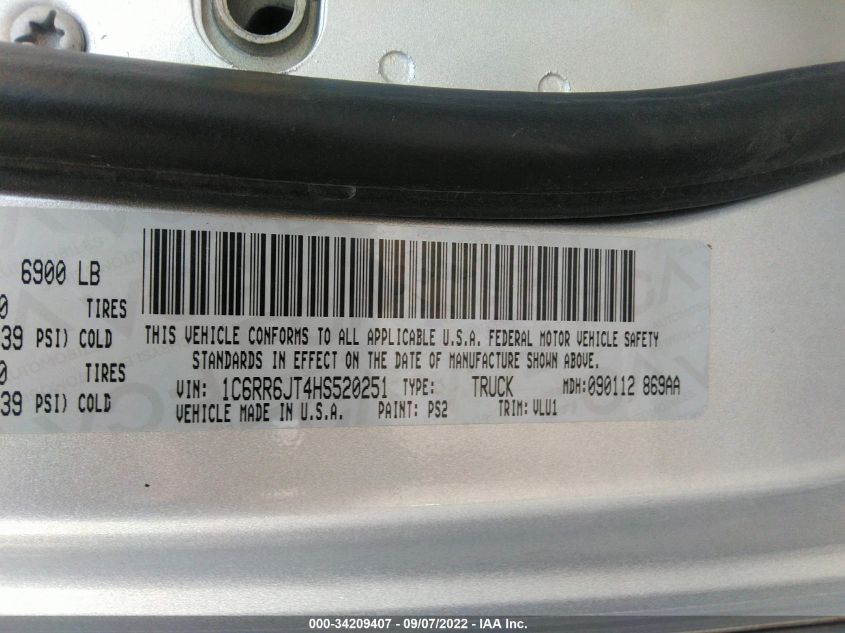 6900 LB
0 TIRES
39 PSI) COLD
0 TIRES
39 PSI) COLD
THIS VEHICLE CONFORMS TO ALL APPLICABLE U.S.A. FEDERAL MOTOR VEHICLE SAFETY
STANDARDS IN EFFECT ON THE DATE OF MANUFACTURE SHOWN ABOVE.
VIN: 1C6RR6JT4HS520251 TYPE: TRUCK MDH:090112 869AA
VEHICLE MADE IN U.S.A. PAINT: PS2 TRIM: VLU1
000-34209407 - 09/07/2022 - IAA Inc.